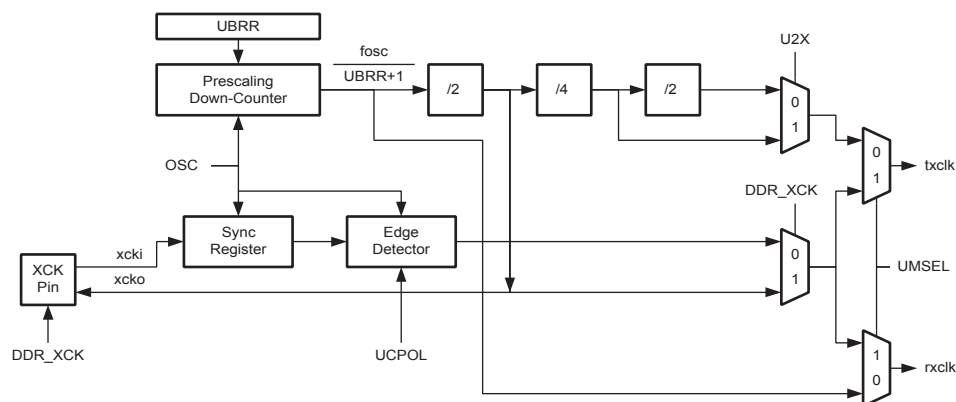 UBRR
U2X
fosc
UBRR+1
Prescaling
Down-Counter
/2
/4
/2
0
1
OSC
0
1
txclk
DDR_XCK
Sync
Register
Edge
Detector
xcki
0
1
XCK
Pin
xcko
UMSEL
DDR_XCK
UCPOL
1
0
rxclk